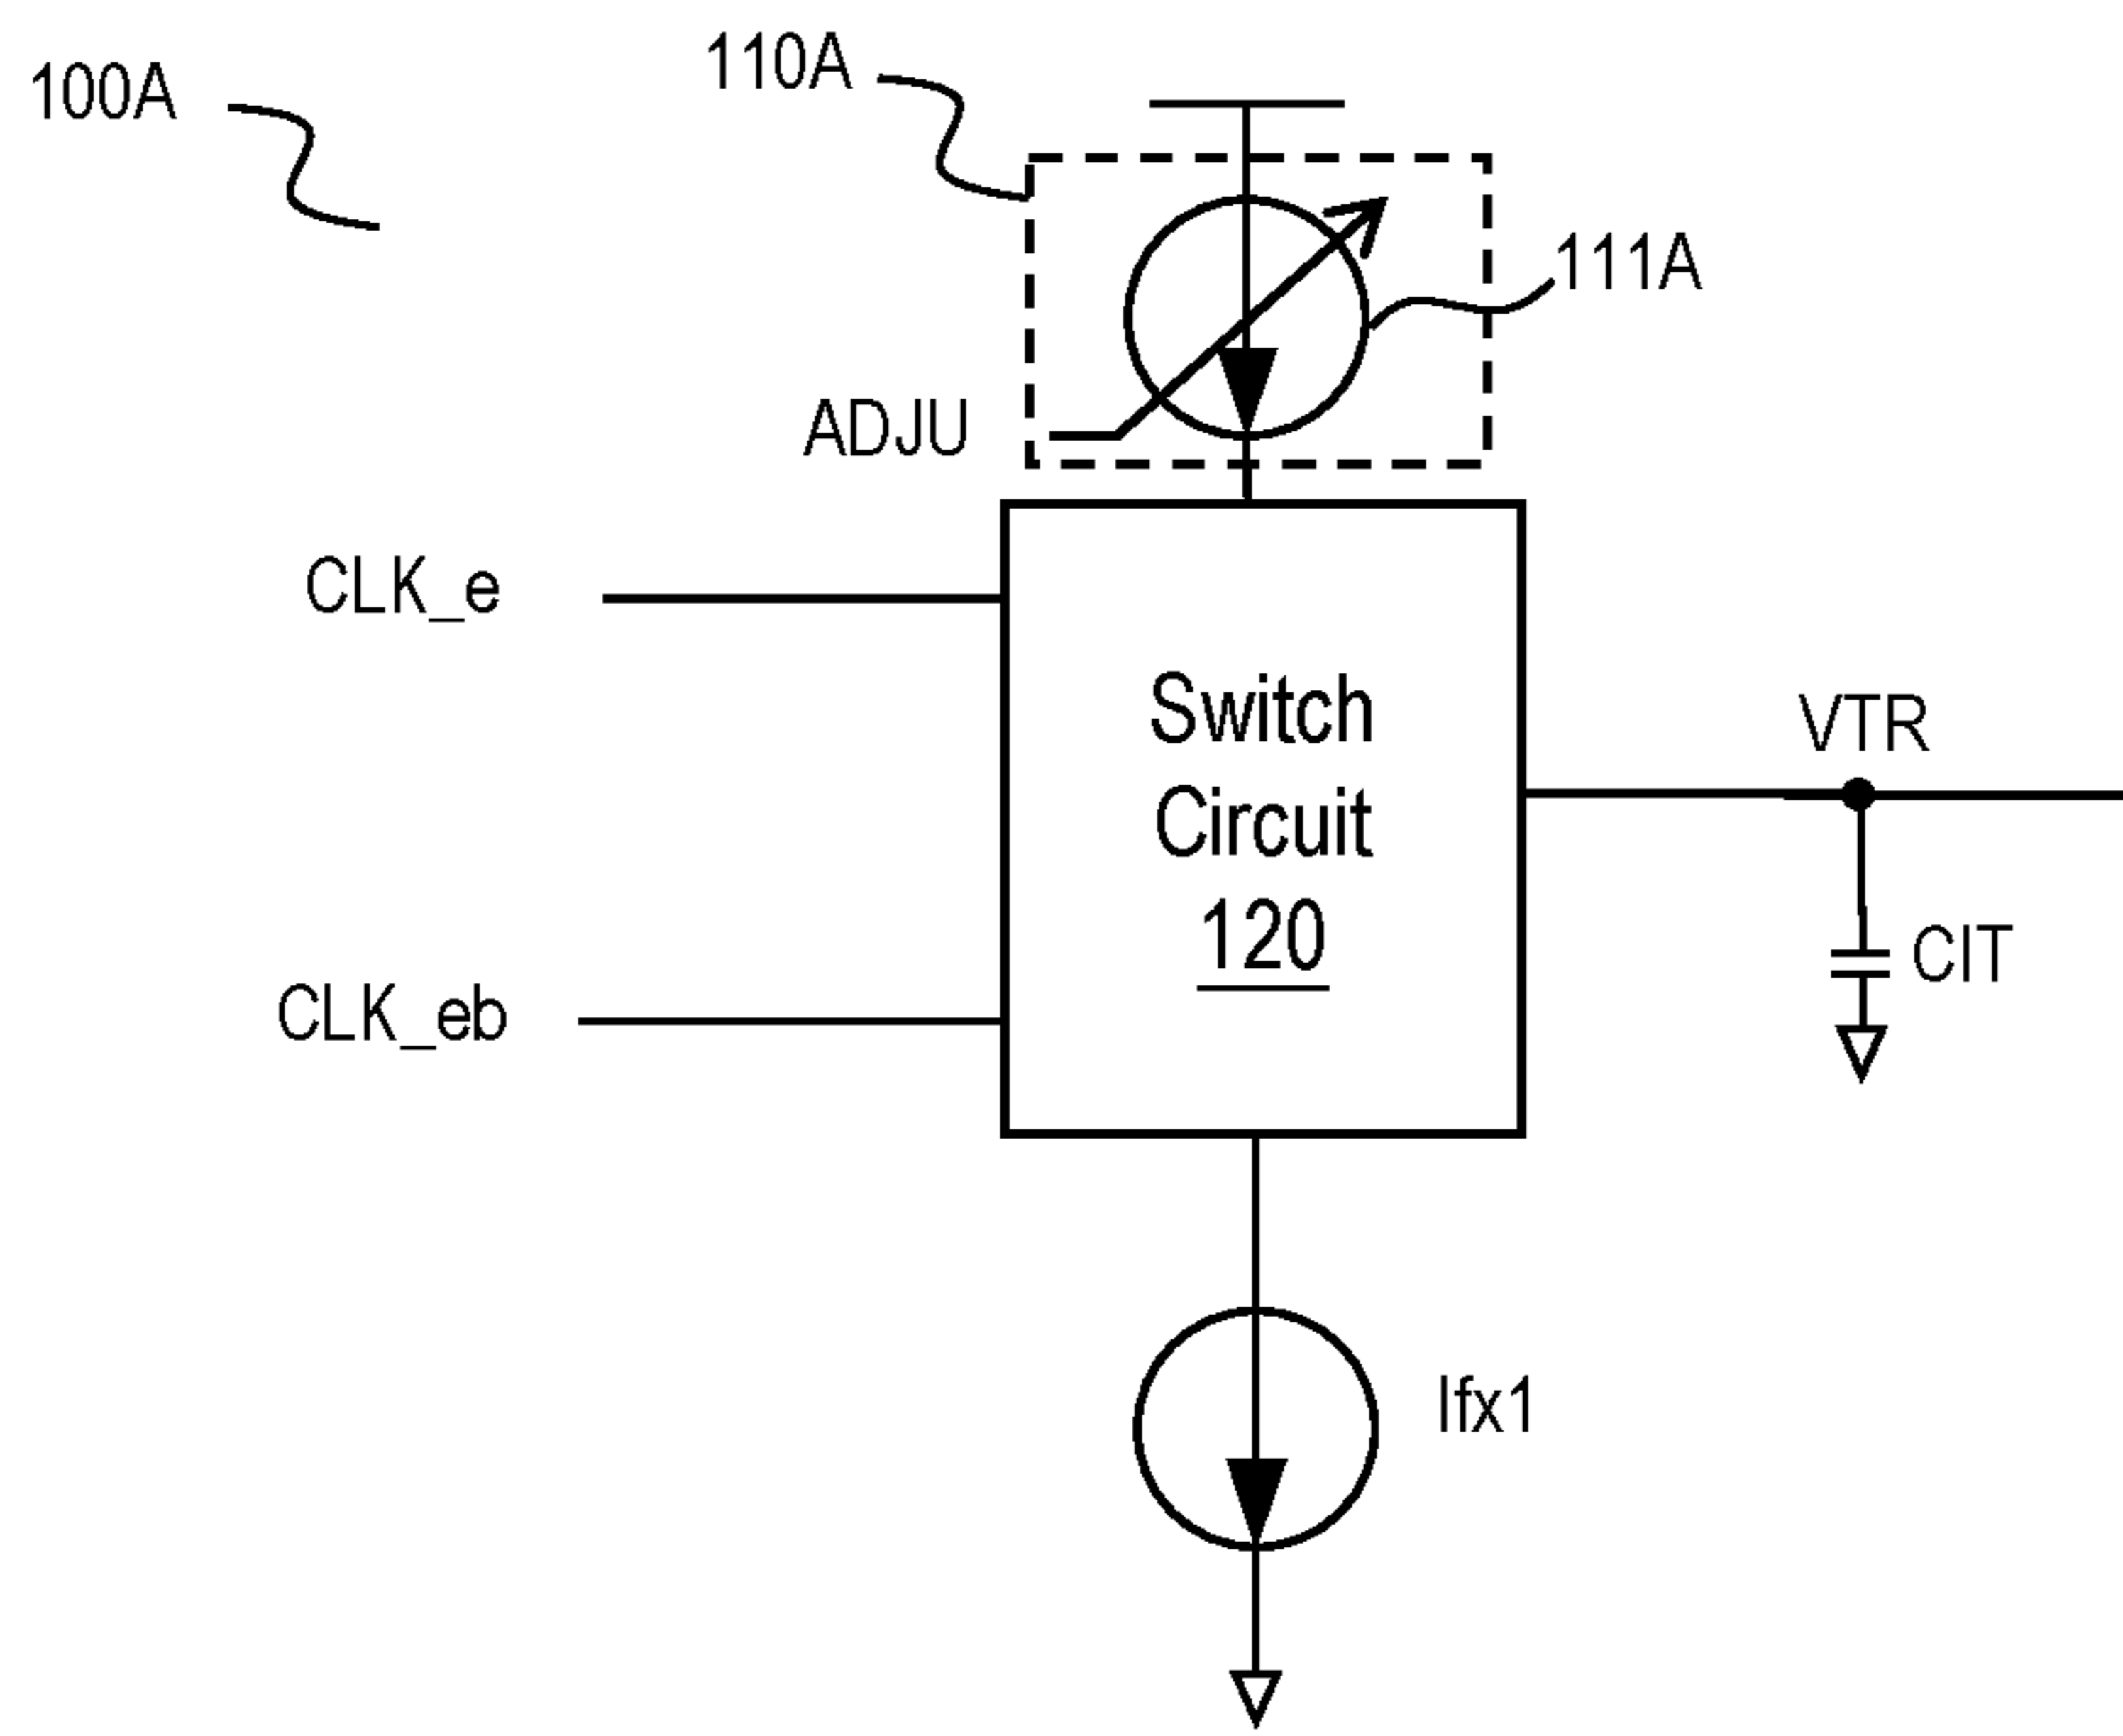 100A
110A
111A
ADJU
CLK_e
Switch
Circuit
120
VTR
CIT
CLK_eb
Ifx1